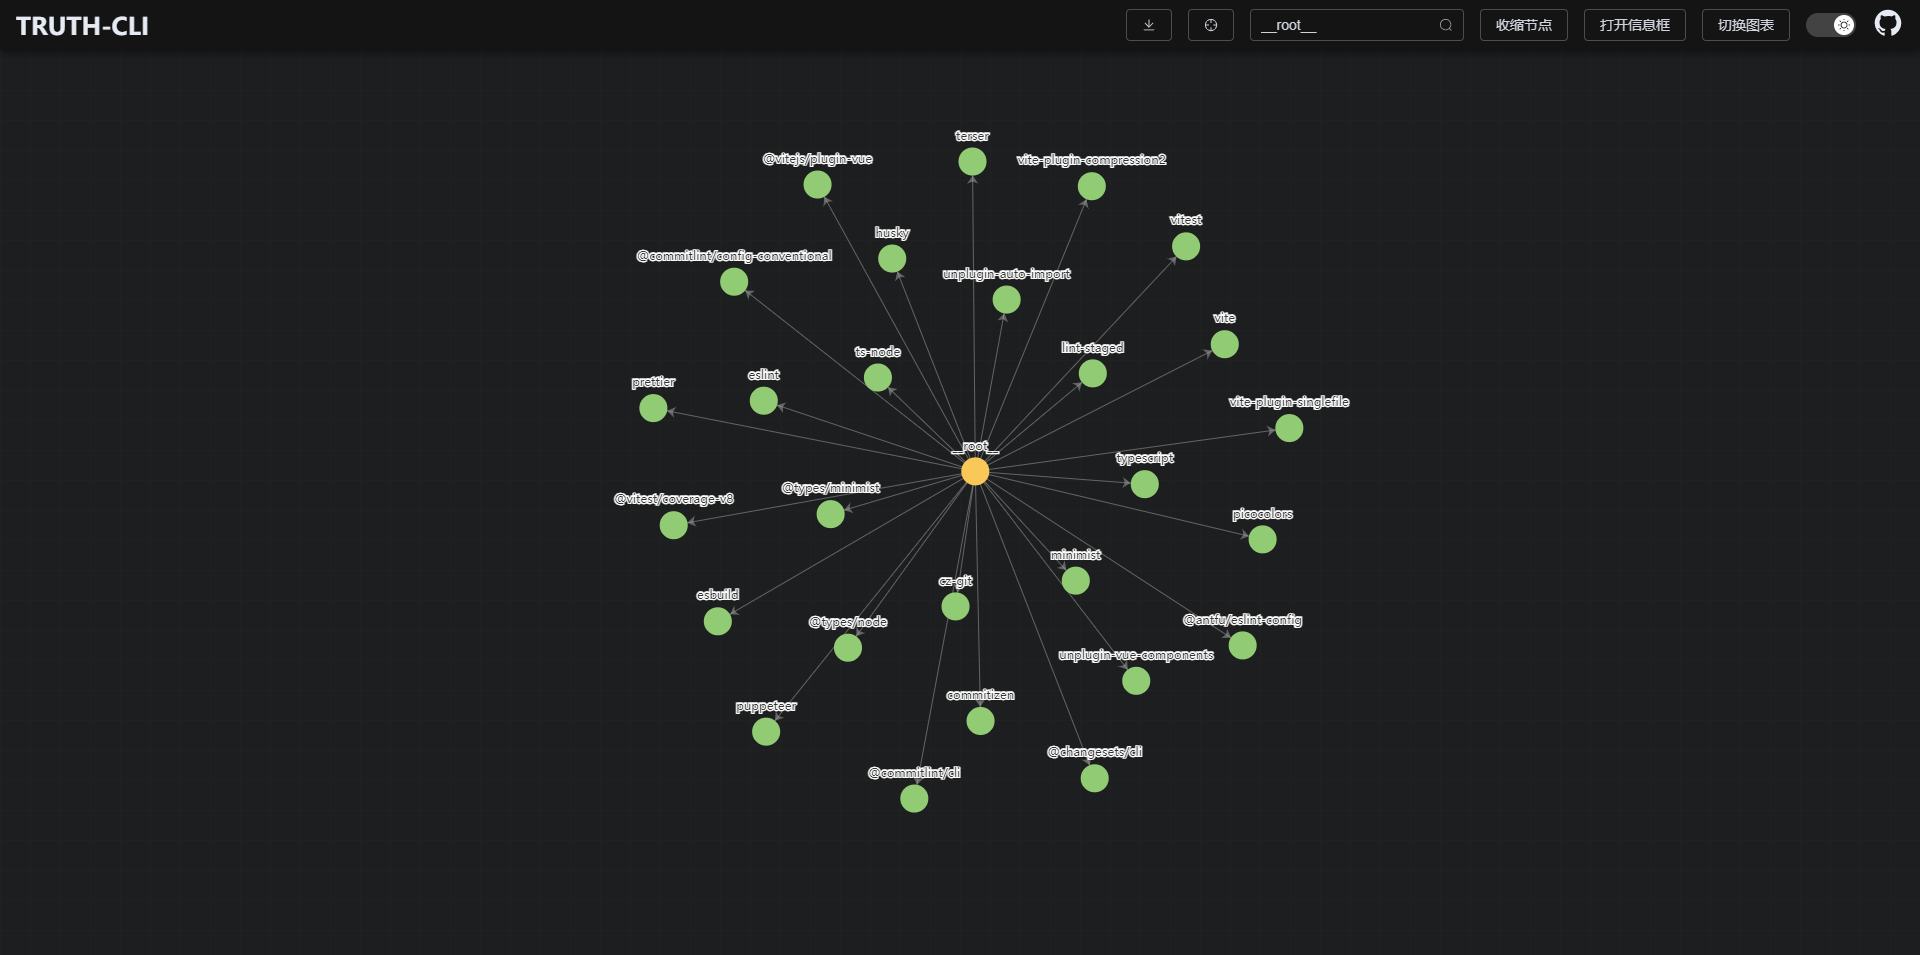 TRUTH-CLI
__root__
收缩节点
打开信息框
切换图表
terser
@vitejs/plugin-vue
vite-plugin-compression2
vitest
husky
@commitlint/config-conventional
unplugin-auto-import
vite
lint-staged
ts-node
eslint
prettier
vite-plugin-singlefile
__root__
typescript
@types/minimist
@vitest/coverage-v8
picocolors
minimist
cz-git
esbuild
@types/node
@antfu/eslint-config
unplugin-vue-components
commitizen
puppeteer
@changesets/cli
@commitlint/cli